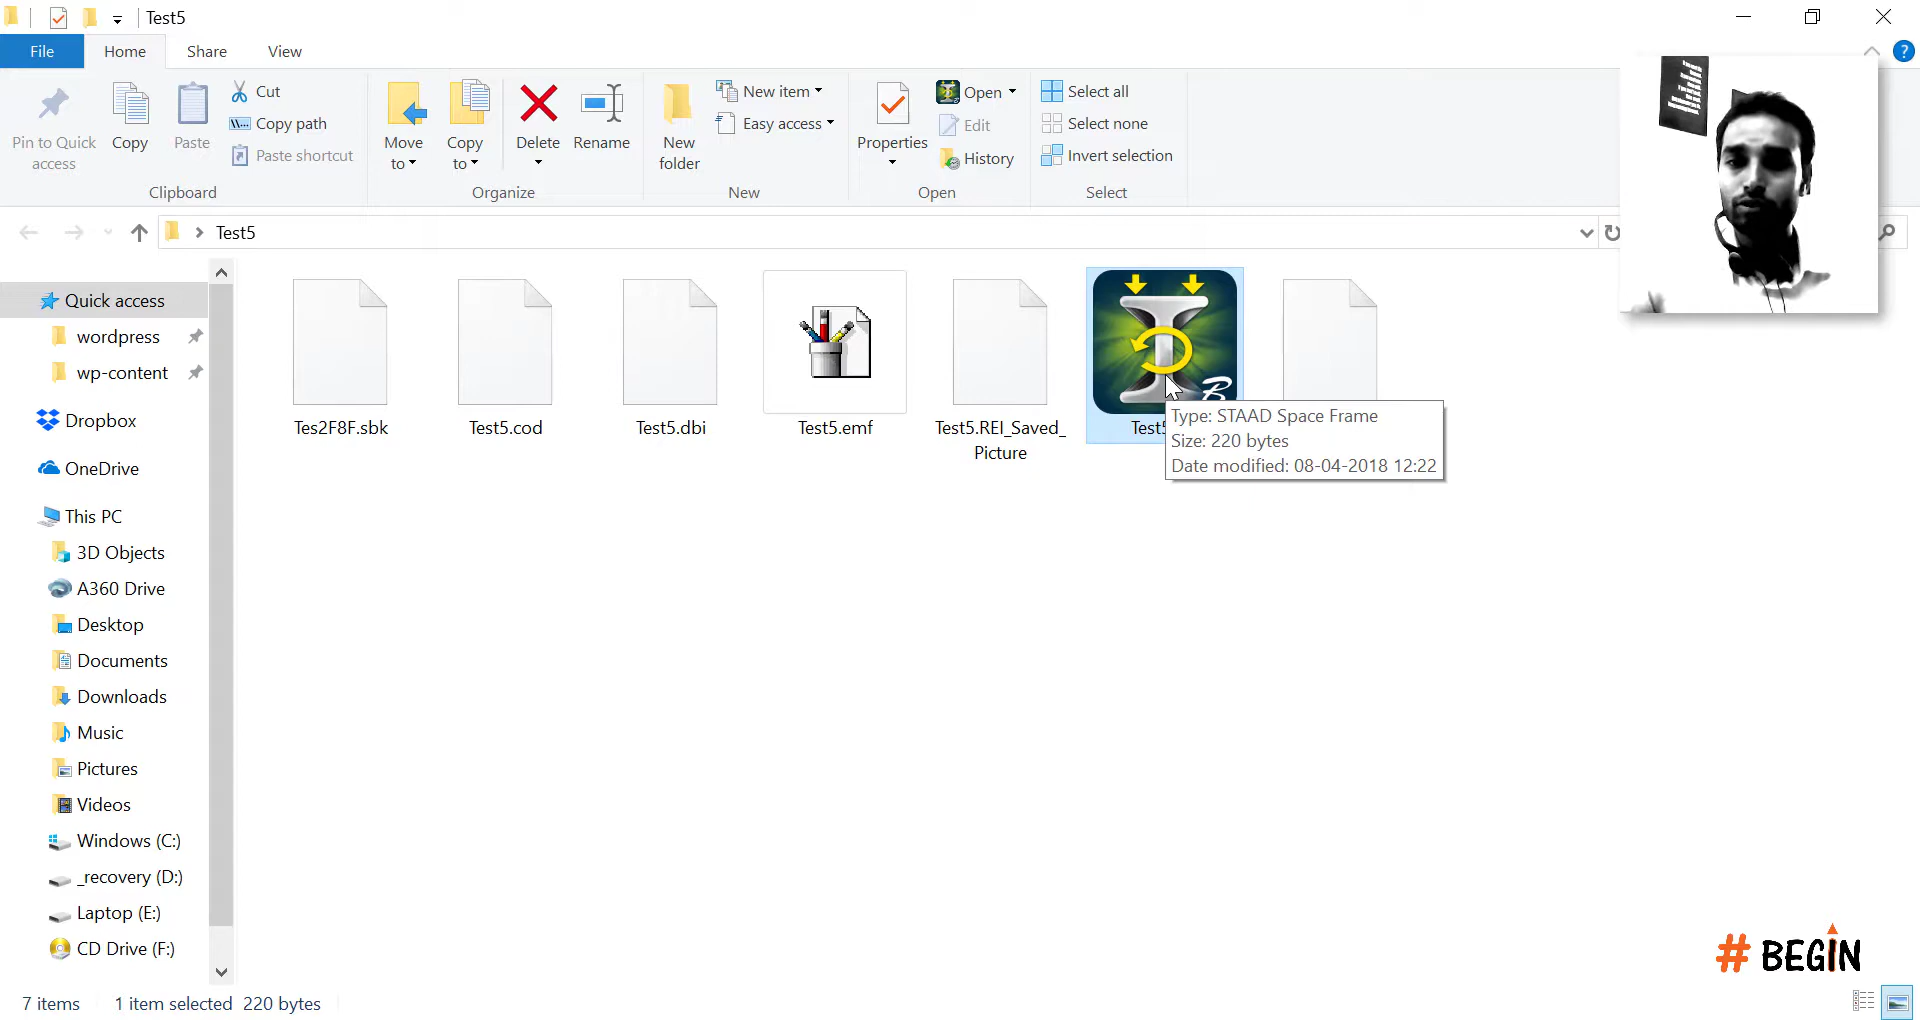 Test5
File Home Share View ?
Pin to Quick access
Copy
Paste
Cut
Copy path
Paste shortcut
Clipboard
Move to
Copy to
Delete
Rename
Organize
New folder
New item
Easy access
New
Properties
Open
Edit
History
Open
Select all
Select none
Invert selection
Select
Test5
Quick access
wordpress
wp-content
Dropbox
OneDrive
This PC
3D Objects
A360 Drive
Desktop
Documents
Downloads
Music
Pictures
Videos
Windows (C:)
_recovery (D:)
Laptop (E:)
CD Drive (F:)
Tes2F8F.sbk
Test5.cod
Test5.dbi
Test5.emf
Test5.REI_Saved_
Picture
B
Test5
Type: STAAD Space Frame
Size: 220 bytes
Date modified: 08-04-2018 12:22
# BEGIN
7 items 1 item selected 220 bytes